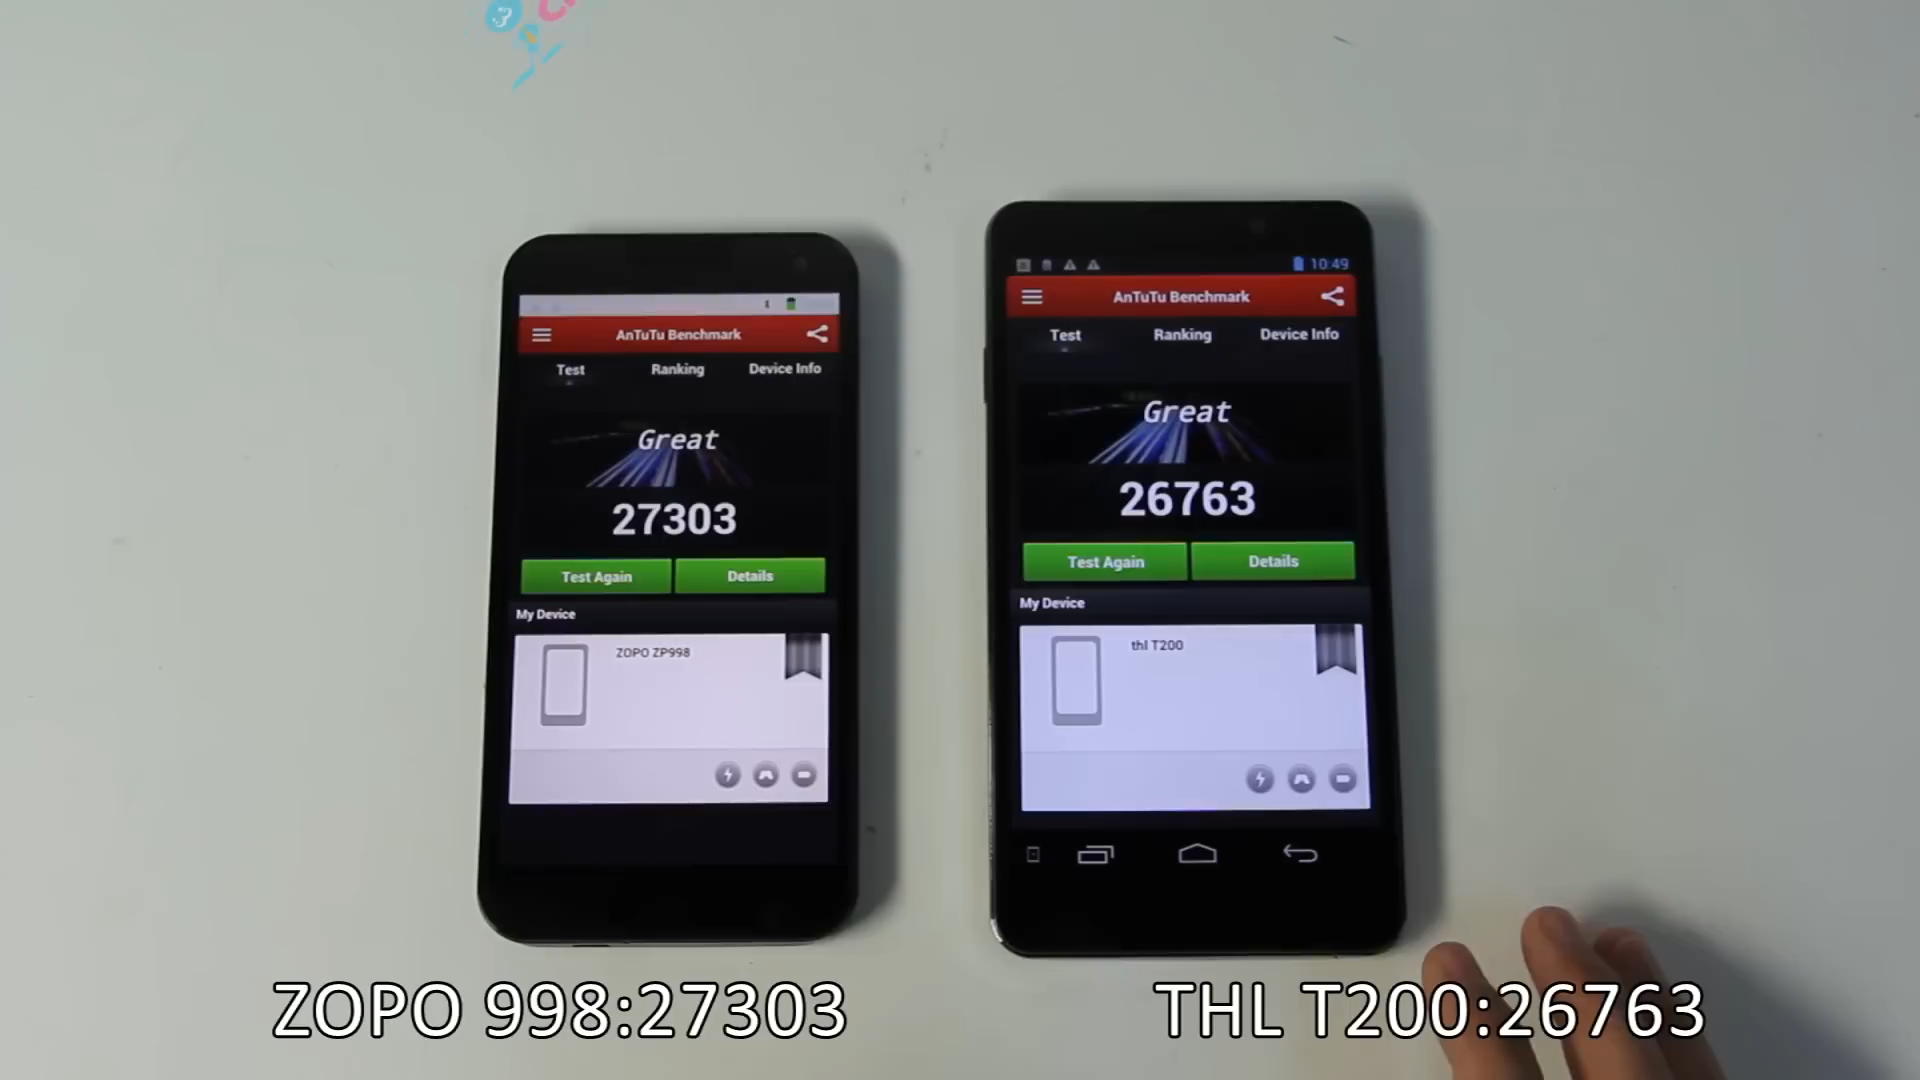 3
AnTuTu Benchmark
Test Ranking Device Info
Great
27303
Test Again Details
My Device
ZOPO ZP998
10:49
AnTuTu Benchmark
Test Ranking Device Info
Great
26763
Test Again Details
My Device
thl T200
ZOPO 998:27303
THL T200:26763